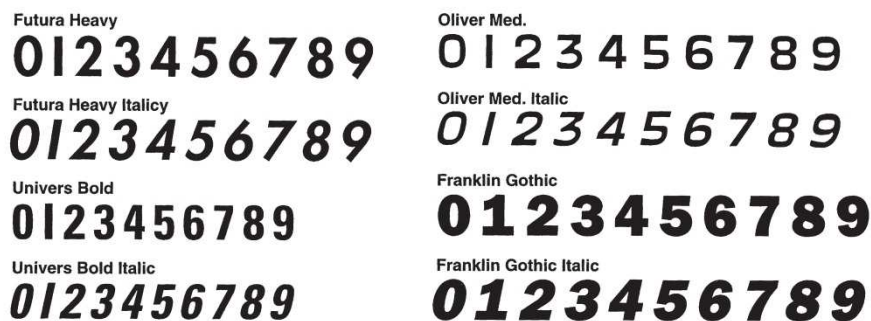 Futura Heavy
0123456789
Futura Heavy Italicy
0123456789
Univers Bold
0123456789
Univers Bold Italic
0123456789
Oliver Med.
0123456789
Oliver Med. Italic
0123456789
Franklin Gothic
0123456789
Franklin Gothic Italic
0123456789